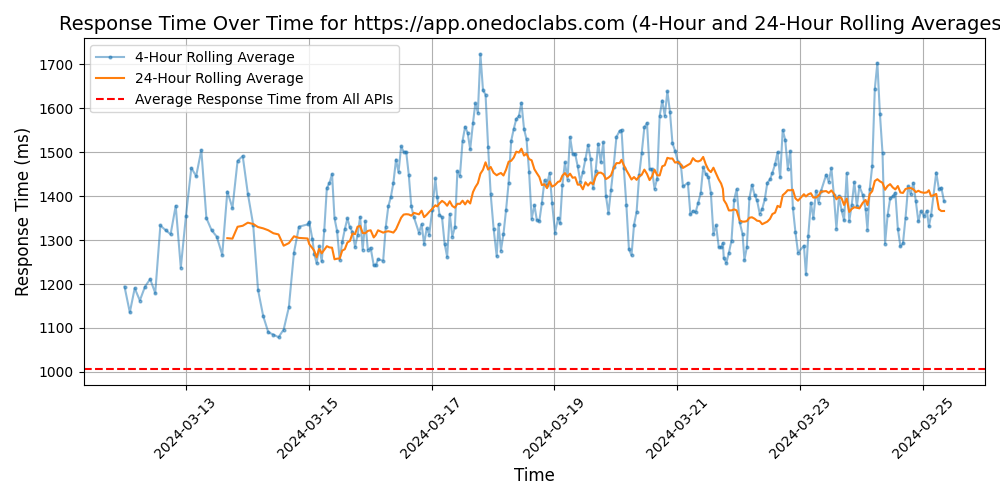 Response Time Over Time for https://app.onedoclabs.com (4-Hour and 24-Hour Rolling Averages
4-Hour Rolling Average
24-Hour Rolling Average
Average Response Time from All APIs
Response Time (ms)
1700
1600
1500
1400
1300
1200
1100
1000
2024-03-13
2024-03-15
2024-03-17
2024-03-19
2024-03-21
2024-03-23
2024-03-25
Time